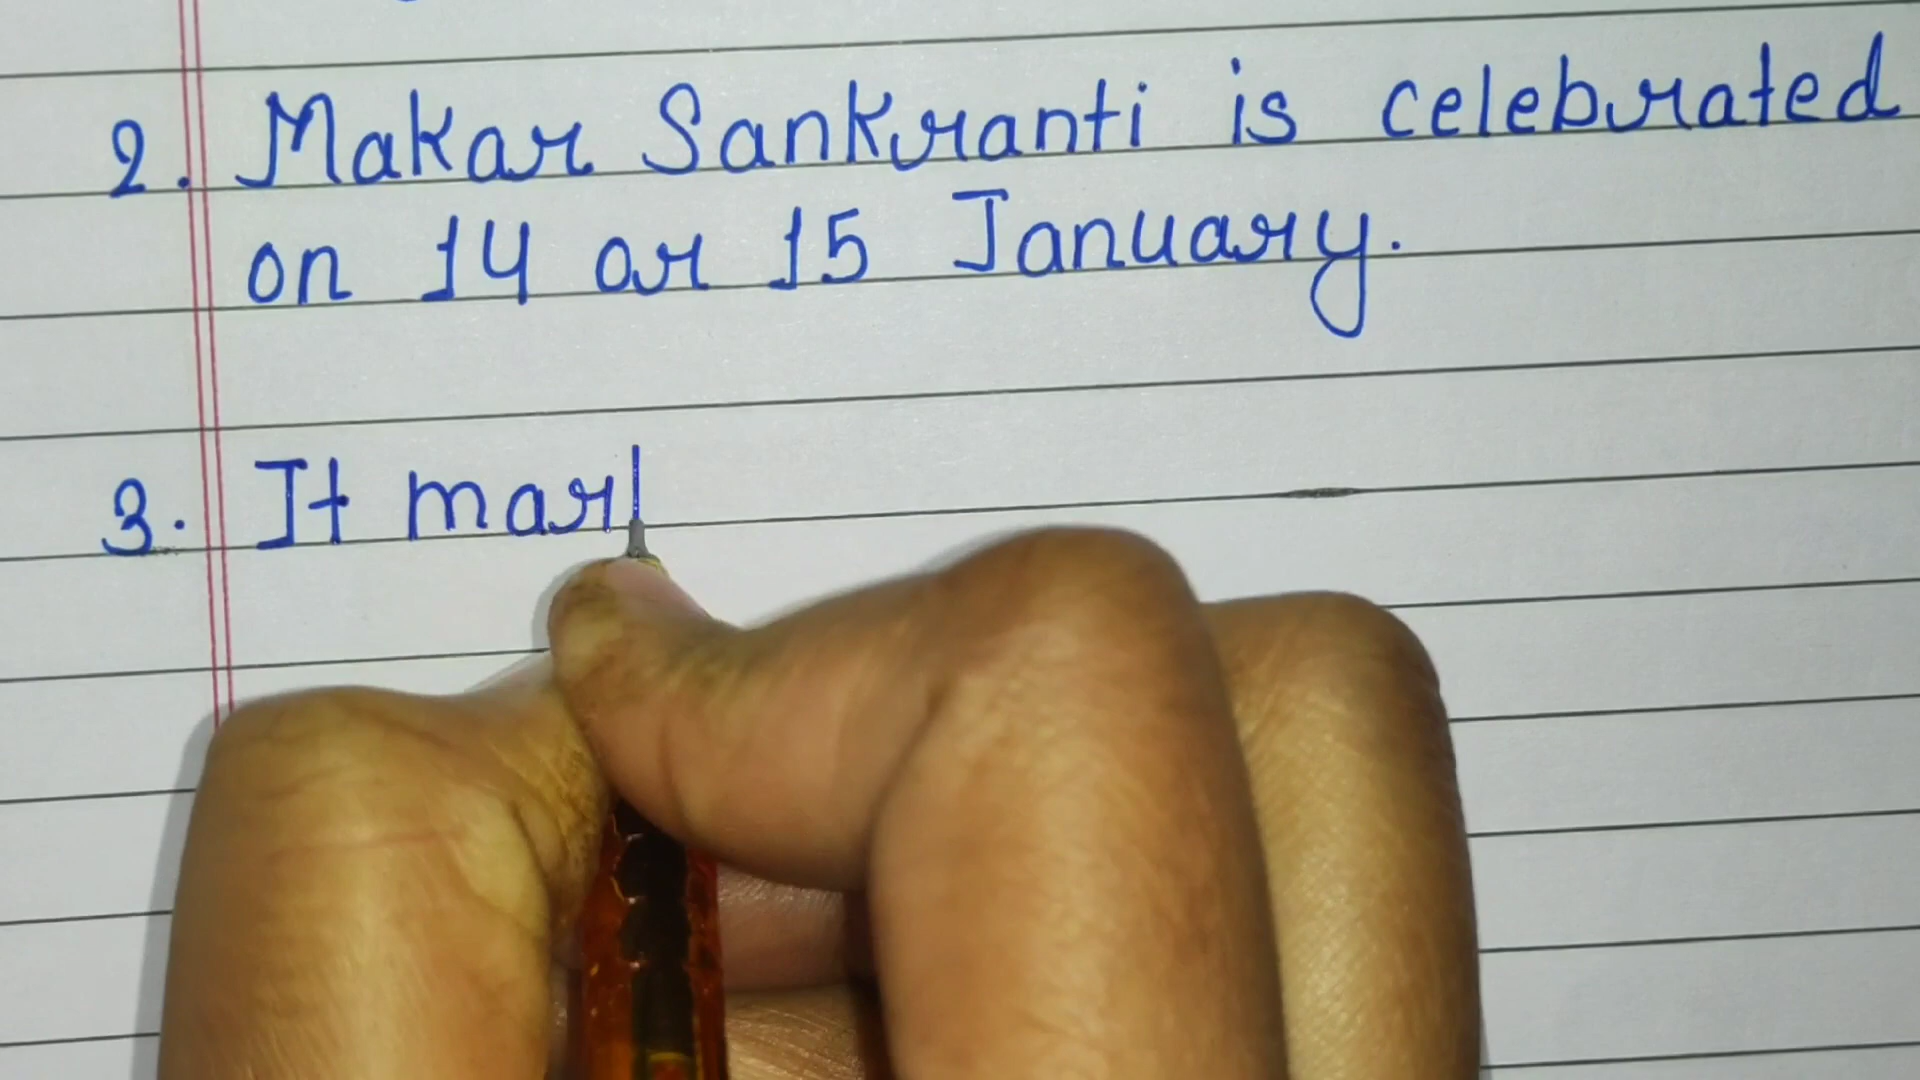 2. Makar Sankranti is celebrated
on 14 or 15 January.
3. It mar